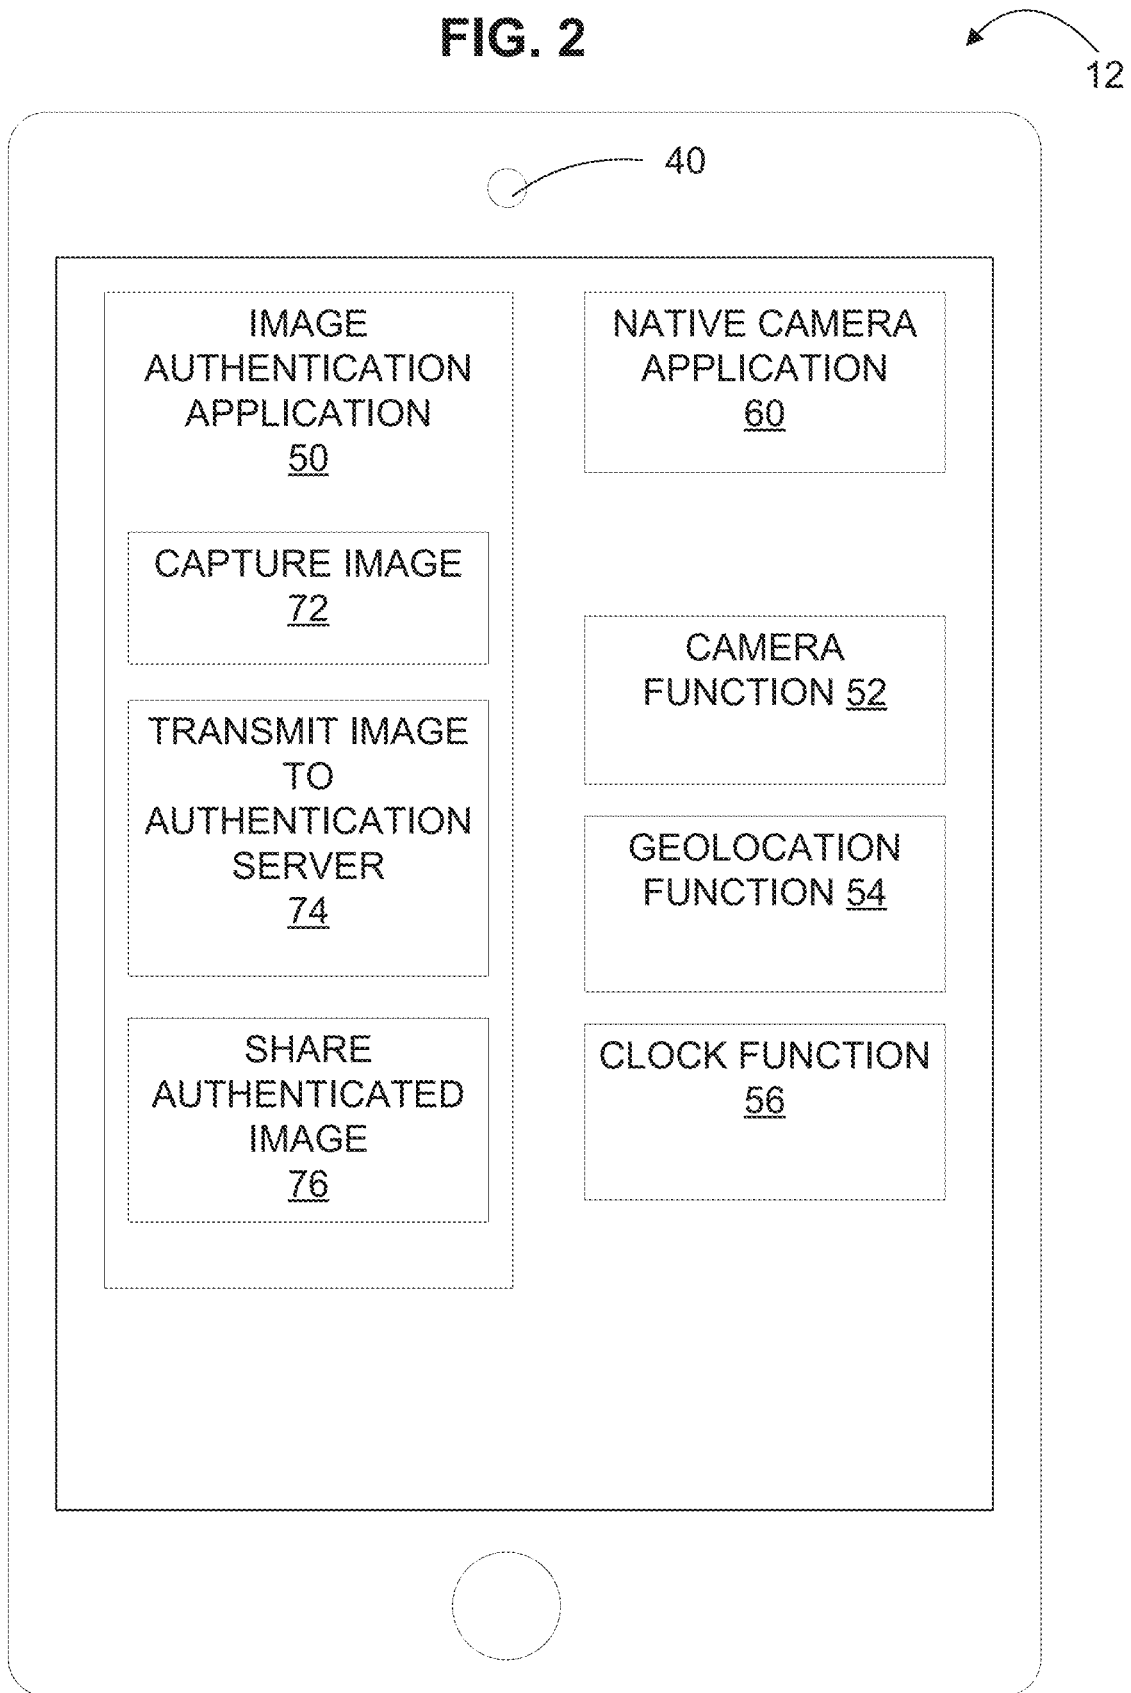 FIG. 2
12
40
IMAGE
AUTHENTICATION
APPLICATION
50
CAPTURE IMAGE
72
TRANSMIT IMAGE
TO
AUTHENTICATION
SERVER
74
SHARE
AUTHENTICATED
IMAGE
76
NATIVE CAMERA
APPLICATION
60
CAMERA
FUNCTION 52
GEOLOCATION
FUNCTION 54
CLOCK FUNCTION
56